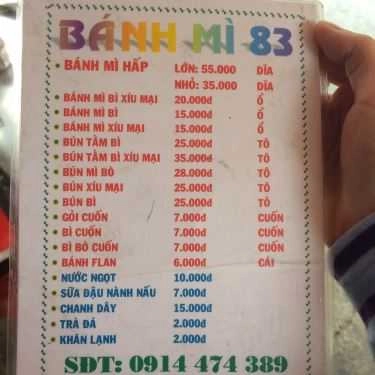 BÁNH MÌ 83
BÁNH MÌ HẤP LỚN: 55.000 DĨA
NHỎ: 35.000 DĨA
BÁNH MÌ BÌ XÍU MẠI 20.000đ Ổ
BÁNH MÌ BÌ 15.000đ Ổ
BÁNH MÌ XÍU MẠI 15.000đ Ổ
BÚN TẦM BÌ 25.000đ TÔ
BÚN TẦM BÌ XÍU MẠI 35.000đ TÔ
BÚN MÌ BÒ 28.000đ TÔ
BÚN XÍU MẠI 25.000đ TÔ
BÚN BÌ 25.000đ TÔ
GỎI CUỐN 7.000đ CUỐN
BÌ CUỐN 7.000đ CUỐN
BÌ BÒ CUỐN 7.000đ CUỐN
BÁNH FLAN 6.000đ CÁI
NƯỚC NGỌT 10.000đ
SỮA ĐẬU NÀNH NẤU 7.000đ
CHANH DÂY 15.000đ
TRÀ ĐÁ 2.000đ
KHĂN LẠNH 2.000đ
SĐT: 0914 474 389